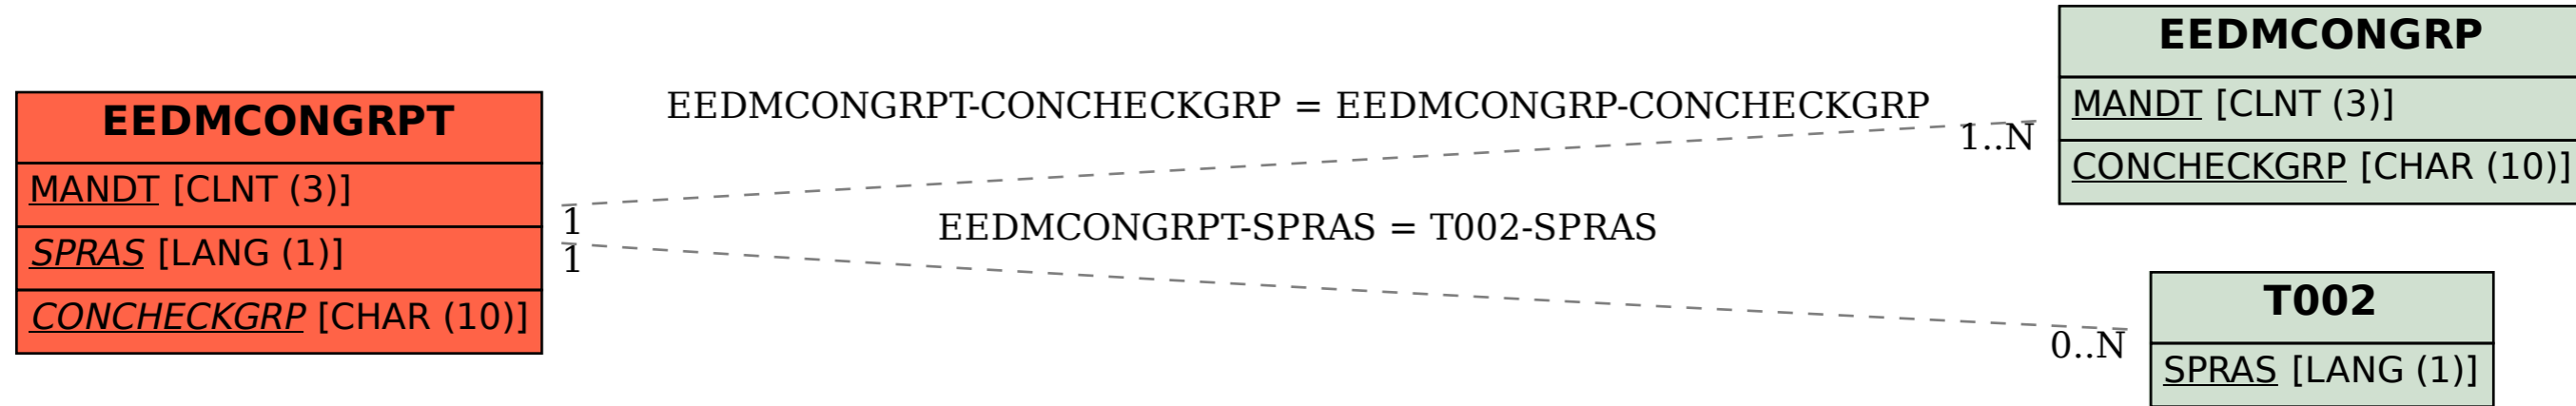 EEDMCONGRPT
MANDT [CLNT (3)]
SPRAS [LANG (1)]
CONCHECKGRP [CHAR (10)]
EEDMCONGRPT-CONCHECKGRP = EEDMCONGRP-CONCHECKGRP
1
1..N
EEDMCONGRPT-SPRAS = T002-SPRAS
1
0..N
EEDMCONGRP
MANDT [CLNT (3)]
CONCHECKGRP [CHAR (10)]
T002
SPRAS [LANG (1)]